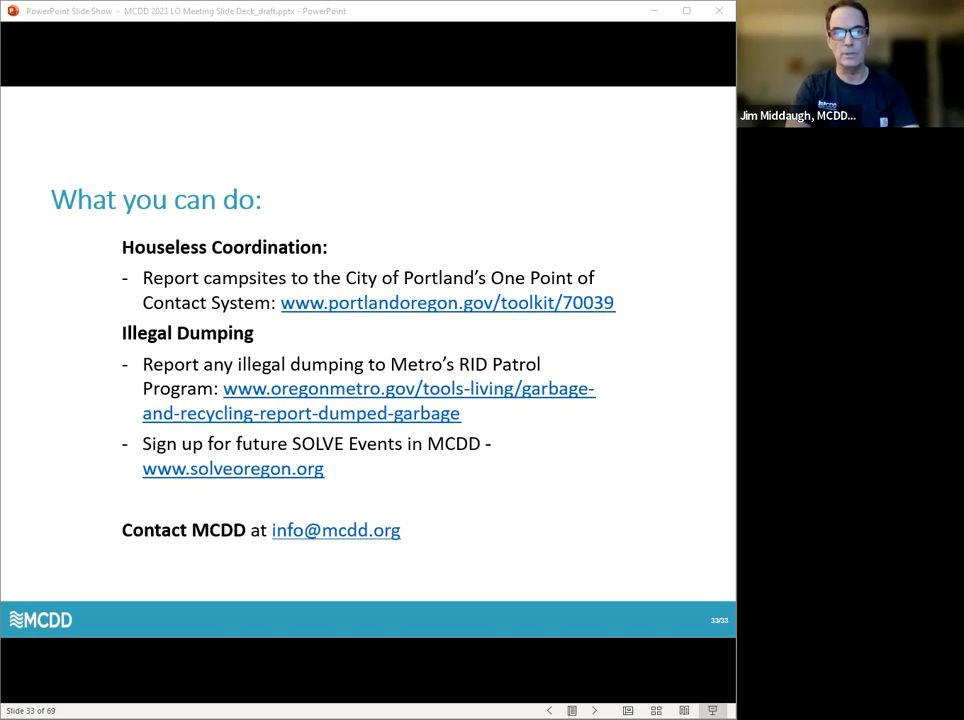 PowerPoint Slide Show - MCDD 2023 LO Meeting Slide Deck_draft.pptx - PowerPoint
Jim Middaugh, MCDD...
What you can do:
Houseless Coordination:
- Report campsites to the City of Portland's One Point of
Contact System: www.portlandoregon.gov/toolkit/70039
Illegal Dumping
- Report any illegal dumping to Metro's RID Patrol
Program: www.oregonmetro.gov/tools-living/garbage-
and-recycling-report-dumped-garbage
- Sign up for future SOLVE Events in MCDD -
www.solveoregon.org
Contact MCDD at info@mcdd.org
MCDD
33/33
Slide 33 of 69